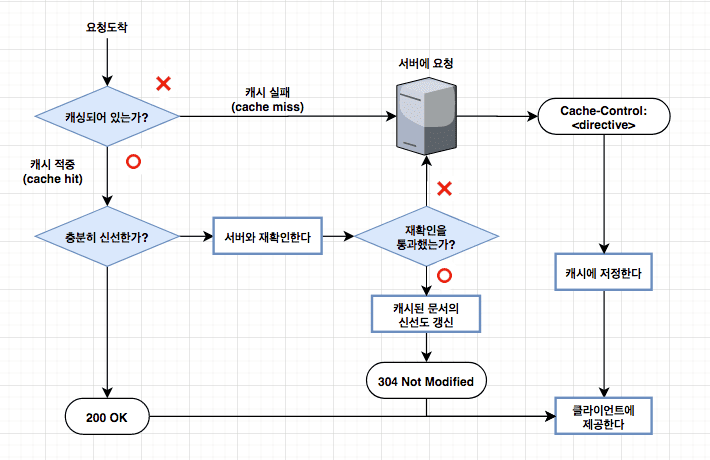 요청도착
캐싱되어 있는가?
캐시 실패
(cache miss)
서버에 요청
Cache-Control:
<directive>
캐시 적중
(cache hit)
충분히 신선한가?
서버와 재확인한다
재확인을
통과했는가?
캐시에 저정한다
캐시된 문서의
신선도 갱신
304 Not Modified
200 OK
클라이언트에
제공한다